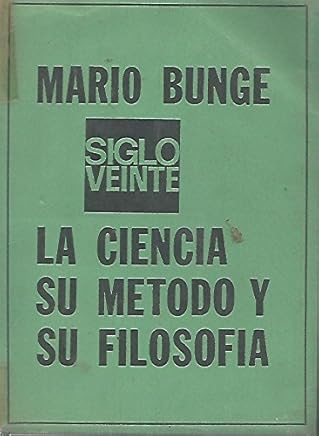 MARIO BUNGE
SIGLO
VEINTE
LA CIENCIA
SU METODO Y
SU FILOSOFIA